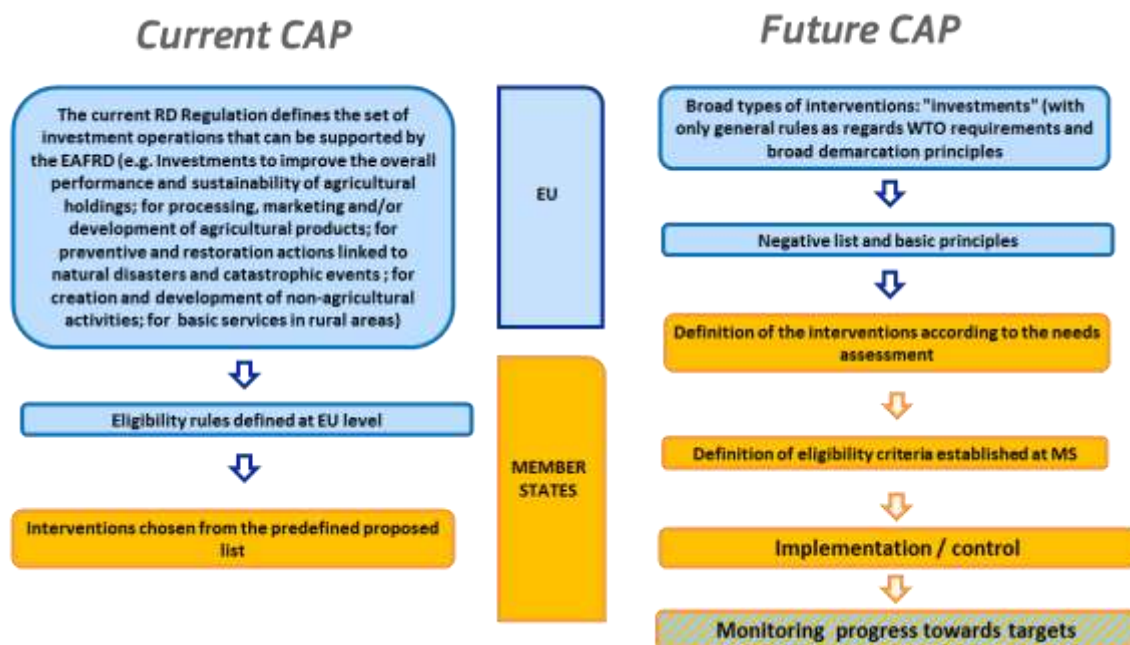 Current CAP
The current RD Regulation defines the set of
investment operations that can be supported by
the EAFRD (e.g. Investments to improve the overall
performance and sustainability of agricultural
holdings; for processing, marketing and/or
development of agricultural products; for
preventive and restoration actions linked to
natural disasters and catastrophic events ; for
creation and development of non-agricultural
activities; for basic services in rural areas)
Eligibility rules defined at EU level
Interventions chosen from the predefined proposed
list
EU
MEMBER
STATES
Future CAP
Broad types of interventions: "investments" (with
only general rules as regards WTO requirements and
broad demarcation principles
Negative list and basic principles
Definition of the interventions according to the needs
assessment
Definition of eligibility criteria established at MS
Implementation / control
Monitoring progress towards targets